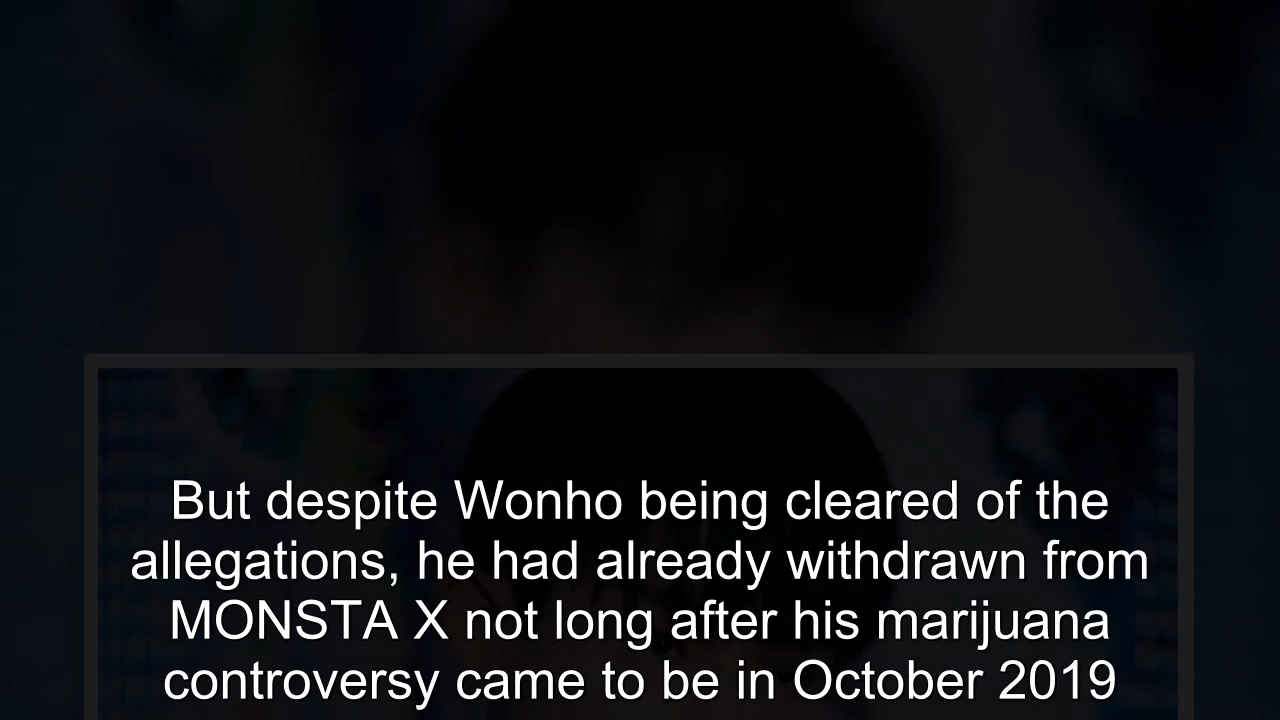 But despite Wonho being cleared of the
allegations, he had already withdrawn from
MONSTA X not long after his marijuana
controversy came to be in October 2019